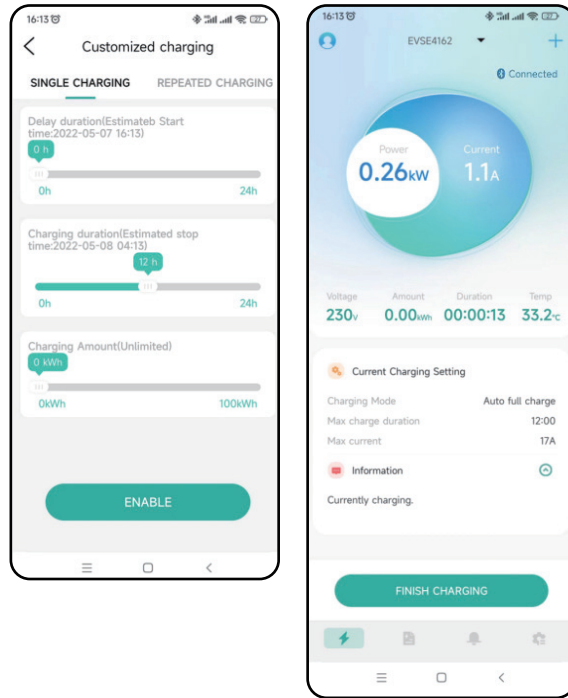 16:13
Customized charging
SINGLE CHARGING REPEATED CHARGING
Delay duration(Estimateb Start
time:2022-05-07 16:13)
0 h
0h 24h
Charging duration(Estimated stop
time:2022-05-08 04:13)
12 h
0h 24h
Charging Amount(Unlimited)
0 kWh
0kWh 100kWh
ENABLE
16:13
EVSE4162
Connected
Power Current
0.26kW 1.1A
Voltage Amount Duration Temp
230V 0.00kWh 00:00:13 33.2℃
Current Charging Setting
Charging Mode Auto full charge
Max charge duration 12:00
Max current 17A
Information
Currently charging.
FINISH CHARGING